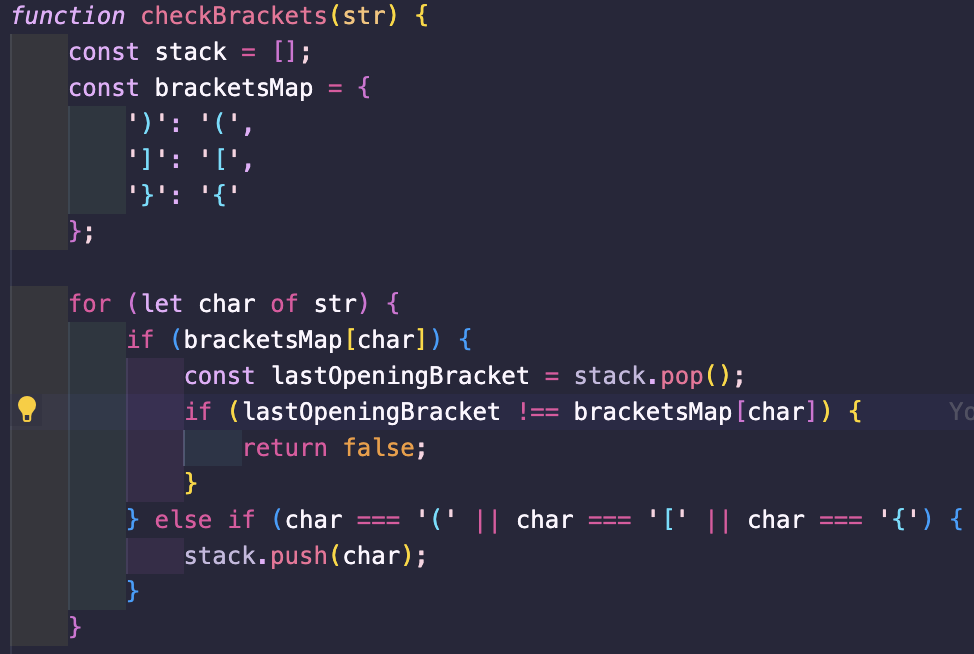 function checkBrackets(str) {
    const stack = [];
    const bracketsMap = {
        ')': '(',
        ']': '[',
        '}': '{'
    };

    for (let char of str) {
        if (bracketsMap[char]) {
            const lastOpeningBracket = stack.pop();
            if (lastOpeningBracket !== bracketsMap[char]) {
                return false;
            }
        } else if (char === '(' || char === '[' || char === '{') {
            stack.push(char);
        }
    }